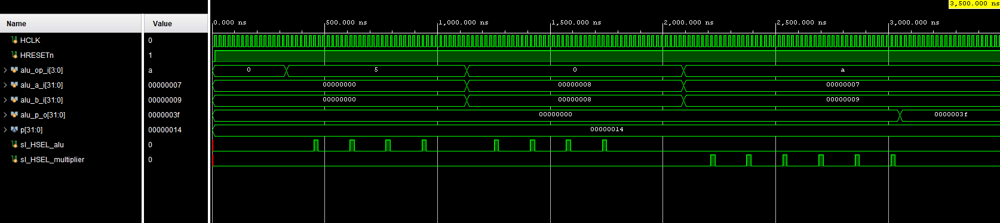 3,500.000 ns
Name Value
0.000 ns 500.000 ns 1,000.000 ns 1,500.000 ns 2,000.000 ns 2,500.000 ns 3,000.000 ns
HCLK 0
HRESETn 1
alu_op_i[3:0] a 0 5 0 a
alu_a_i[31:0] 00000007 00000000 00000008 00000007
alu_b_i[31:0] 00000009 00000000 00000008 00000009
alu_p_o[31:0] 0000003f 00000000 0000003f
p[31:0] 00000014 00000014
sl_HSEL_alu 0
sl_HSEL_multiplier 0